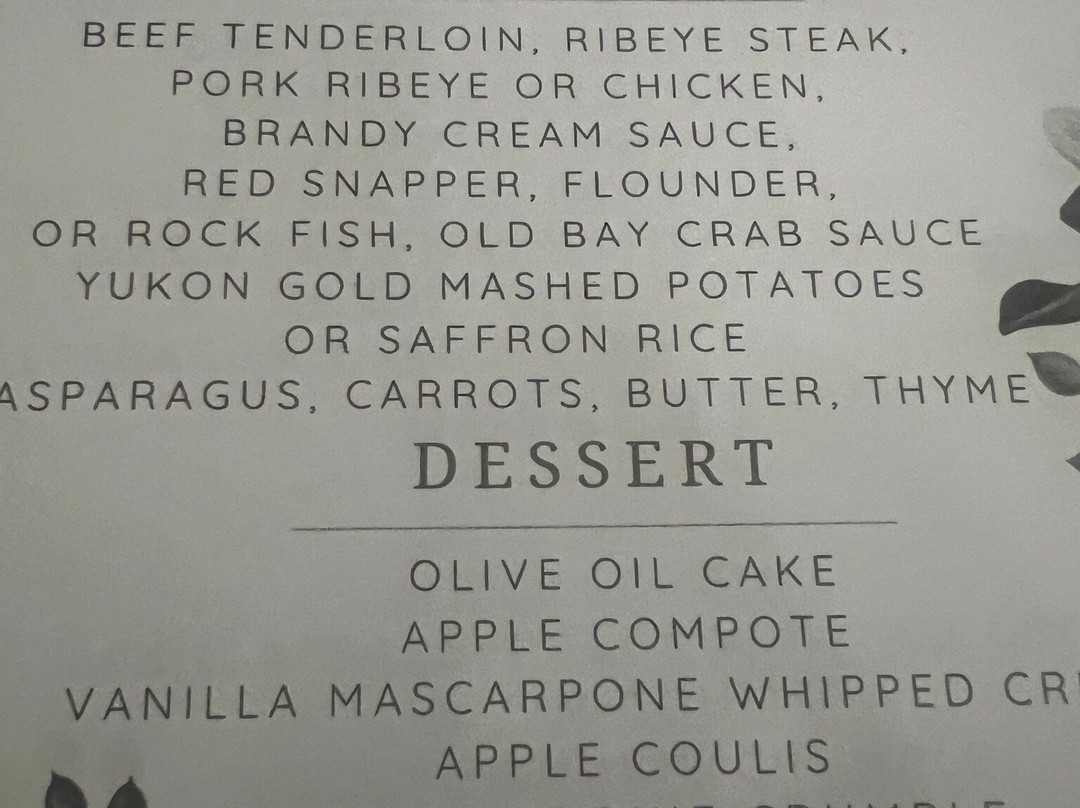 BEEF TENDERLOIN, RIBEYE STEAK,
PORK RIBEYE OR CHICKEN,
BRANDY CREAM SAUCE,
RED SNAPPER, FLOUNDER,
OR ROCK FISH, OLD BAY CRAB SAUCE
YUKON GOLD MASHED POTATOES
OR SAFFRON RICE
ASPARAGUS, CARROTS, BUTTER, THYME
DESSERT
OLIVE OIL CAKE
APPLE COMPOTE
VANILLA MASCARPONE WHIPPED CR
APPLE COULIS